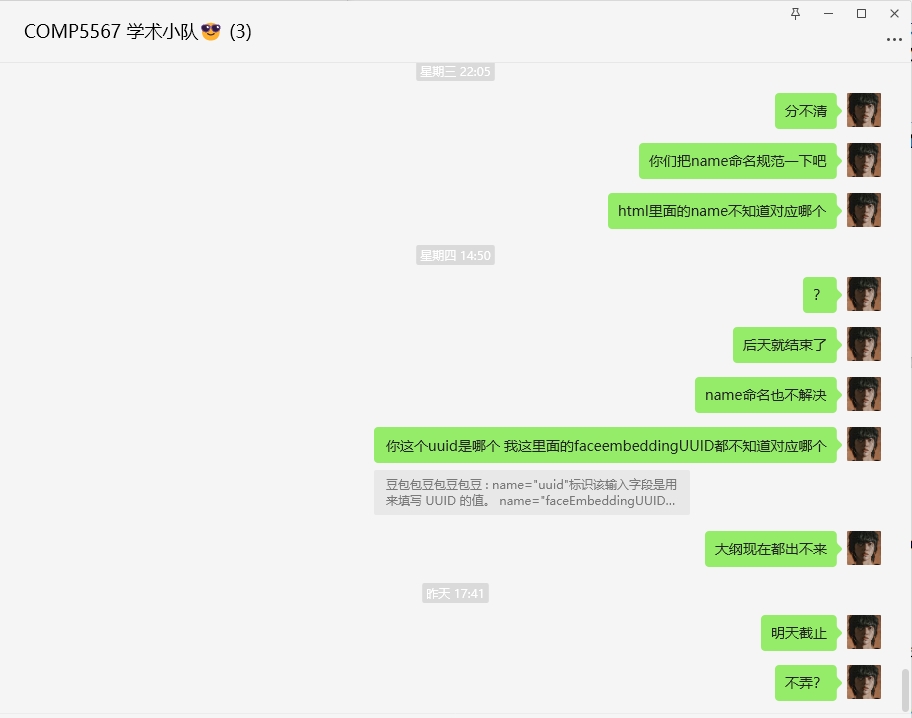 COMP5567 学术小队😎 (3)
星期三 22:05
分不清
你们把name命名规范一下吧
html里面的name不知道对应哪个
星期四 14:50
?
后天就结束了
name命名也不解决
你这个uuid是哪个 我这里面的faceembeddingUUID都不知道对应哪个
豆包包豆包豆包豆 : name="uuid"标识该输入字段是用
来填写 UUID 的值。 name="faceEmbeddingUUID...
大纲现在都出不来
昨天 17:41
明天截止
不弄?